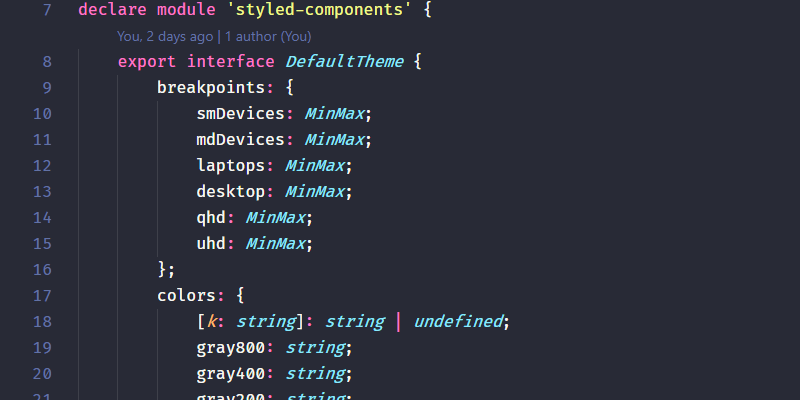 7 declare module 'styled-components' {
You, 2 days ago | 1 author (You)
8 export interface DefaultTheme {
9 breakpoints: {
10 smDevices: MinMax;
11 mdDevices: MinMax;
12 laptops: MinMax;
13 desktop: MinMax;
14 qhd: MinMax;
15 uhd: MinMax;
16 };
17 colors: {
18 [k: string]: string | undefined;
19 gray800: string;
20 gray400: string;
21 gray200: string;